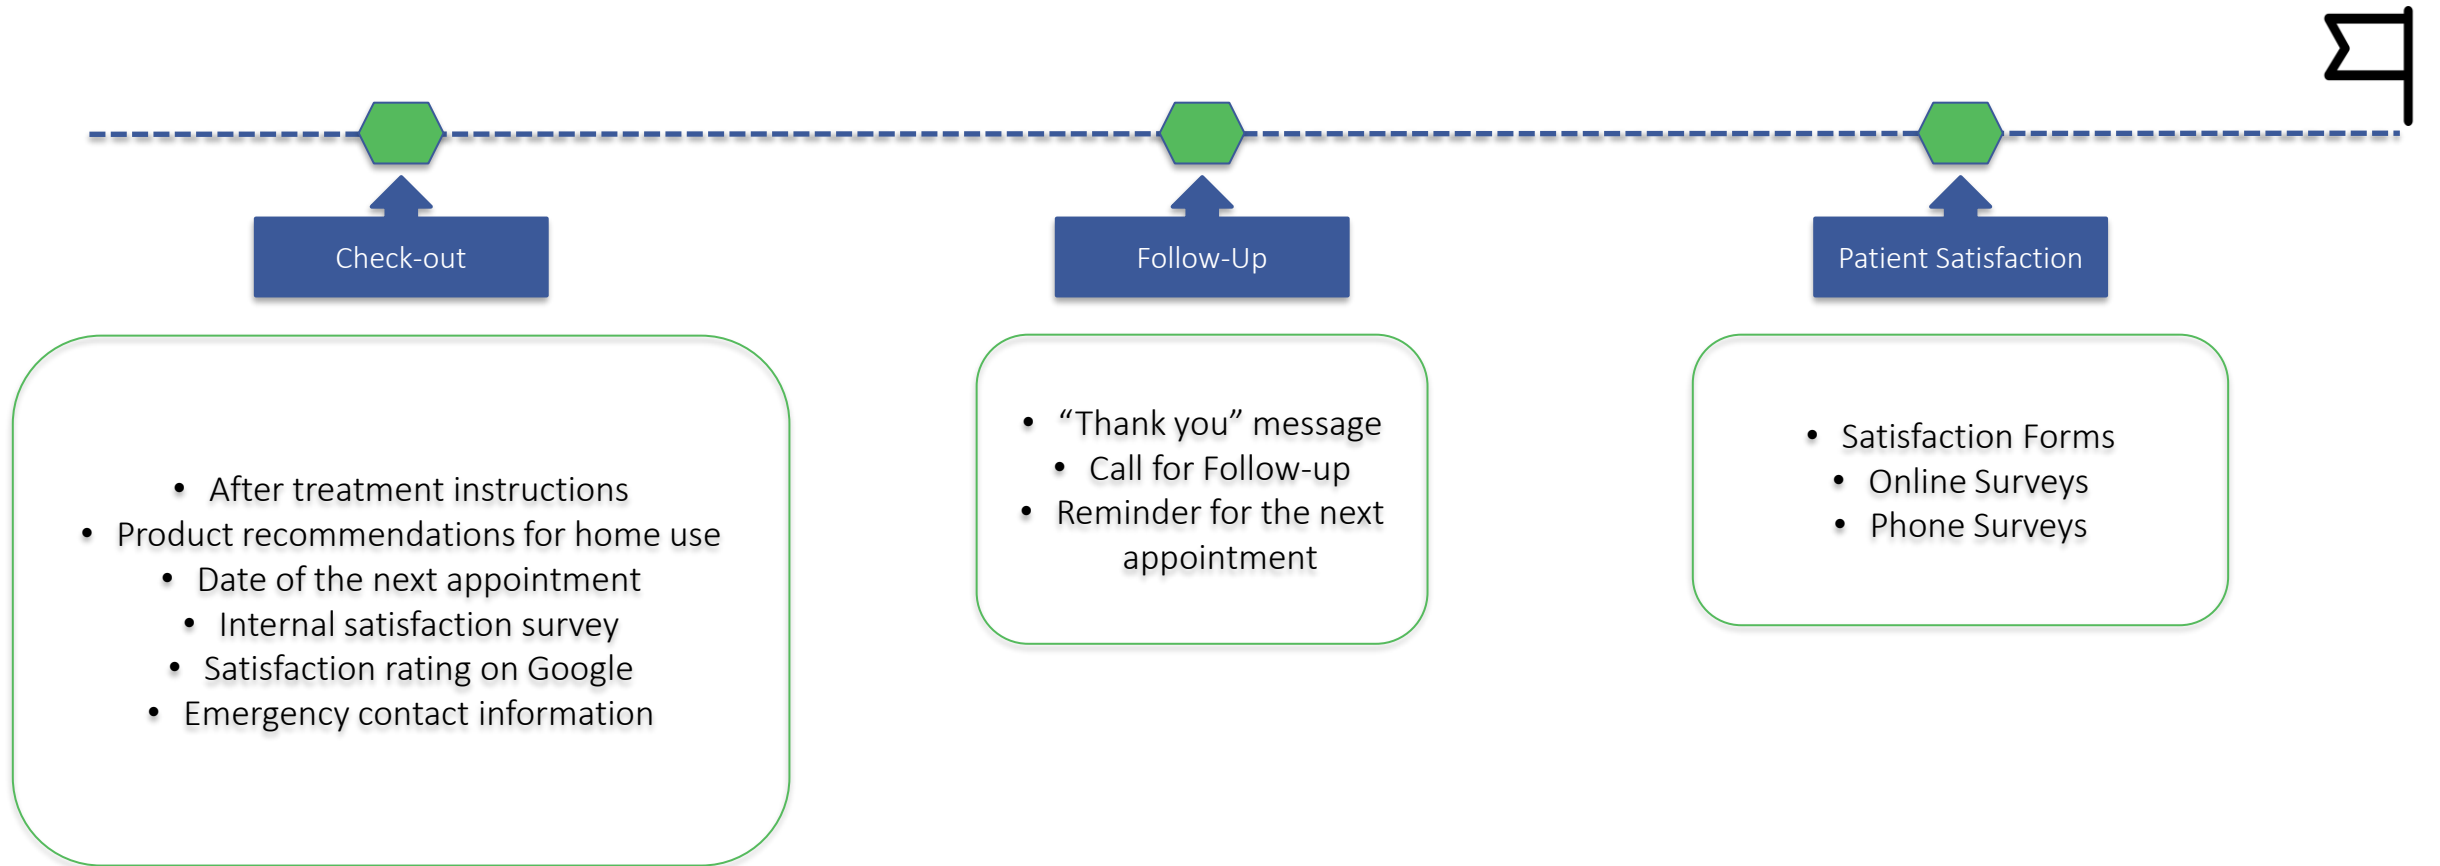 Check-out
Follow-Up
Patient Satisfaction
• After treatment instructions
• Product recommendations for home use
• Date of the next appointment
• Internal satisfaction survey
• Satisfaction rating on Google
• Emergency contact information
• “Thank you” message
• Call for Follow-up
• Reminder for the next
appointment
• Satisfaction Forms
• Online Surveys
• Phone Surveys